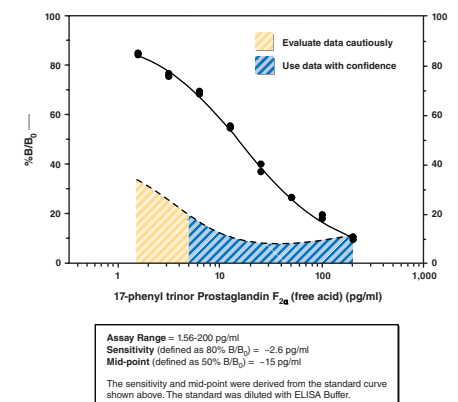 100
80
60
40
20
0
%B/B0
100
80
60
40
20
0
Evaluate data cautiously
Use data with confidence
1
10
100
1,000
17-phenyl trinor Prostaglandin F2α (free acid) (pg/ml)
Assay Range = 1.56-200 pg/ml
Sensitivity (defined as 80% B/B0) = ~2.6 pg/ml
Mid-point (defined as 50% B/B0) = ~15 pg/ml
The sensitivity and mid-point were derived from the standard curve
shown above. The standard was diluted with ELISA Buffer.